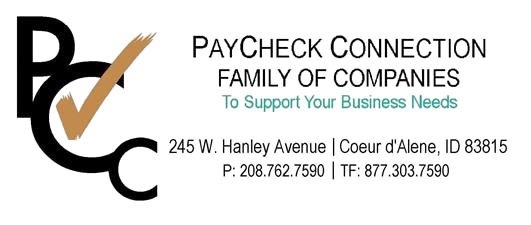 PCC
PAYCHECK CONNECTION
FAMILY OF COMPANIES
To Support Your Business Needs
245 W. Hanley Avenue | Coeur d'Alene, ID 83815
P: 208.762.7590 | TF: 877.303.7590